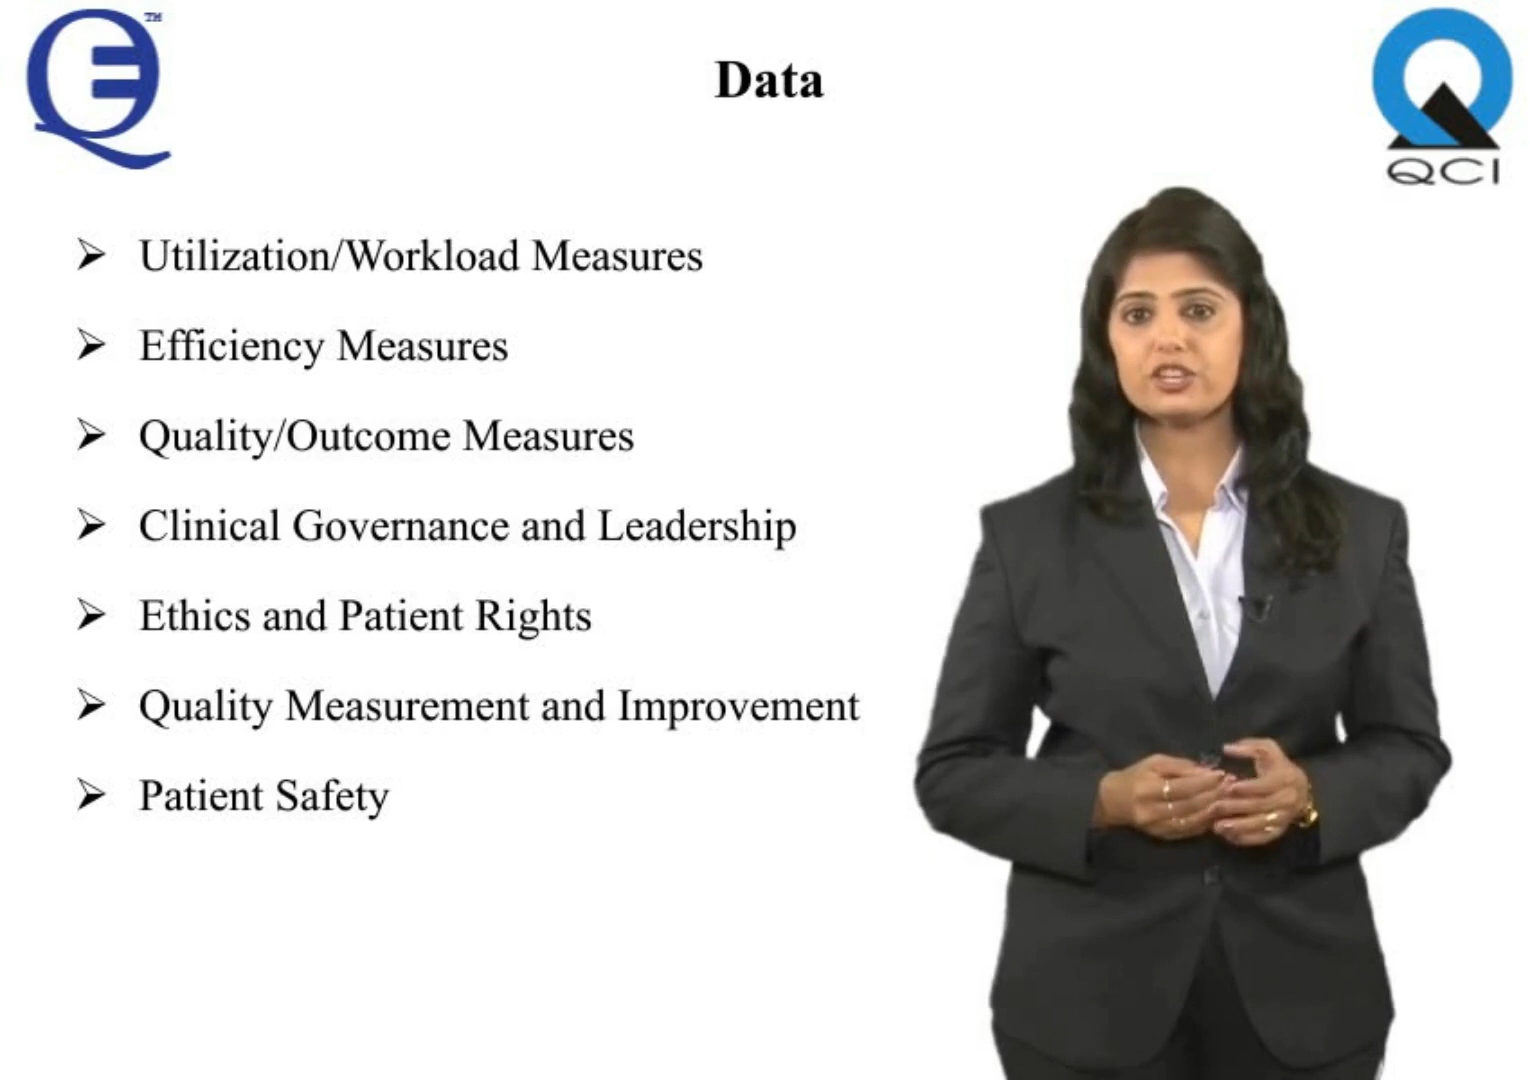 TM
Data
QCI
Utilization/Workload Measures
Efficiency Measures
Quality/Outcome Measures
Clinical Governance and Leadership
Ethics and Patient Rights
Quality Measurement and Improvement
Patient Safety